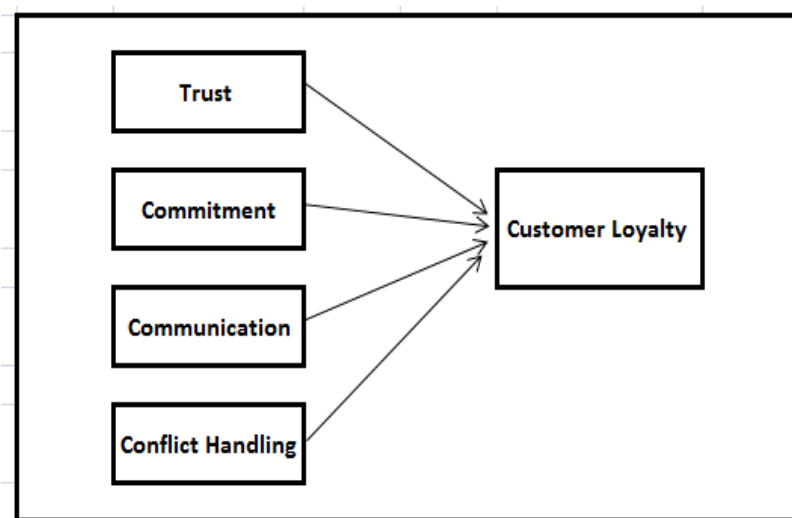 Trust
Commitment
Customer Loyalty
Communication
Conflict Handling